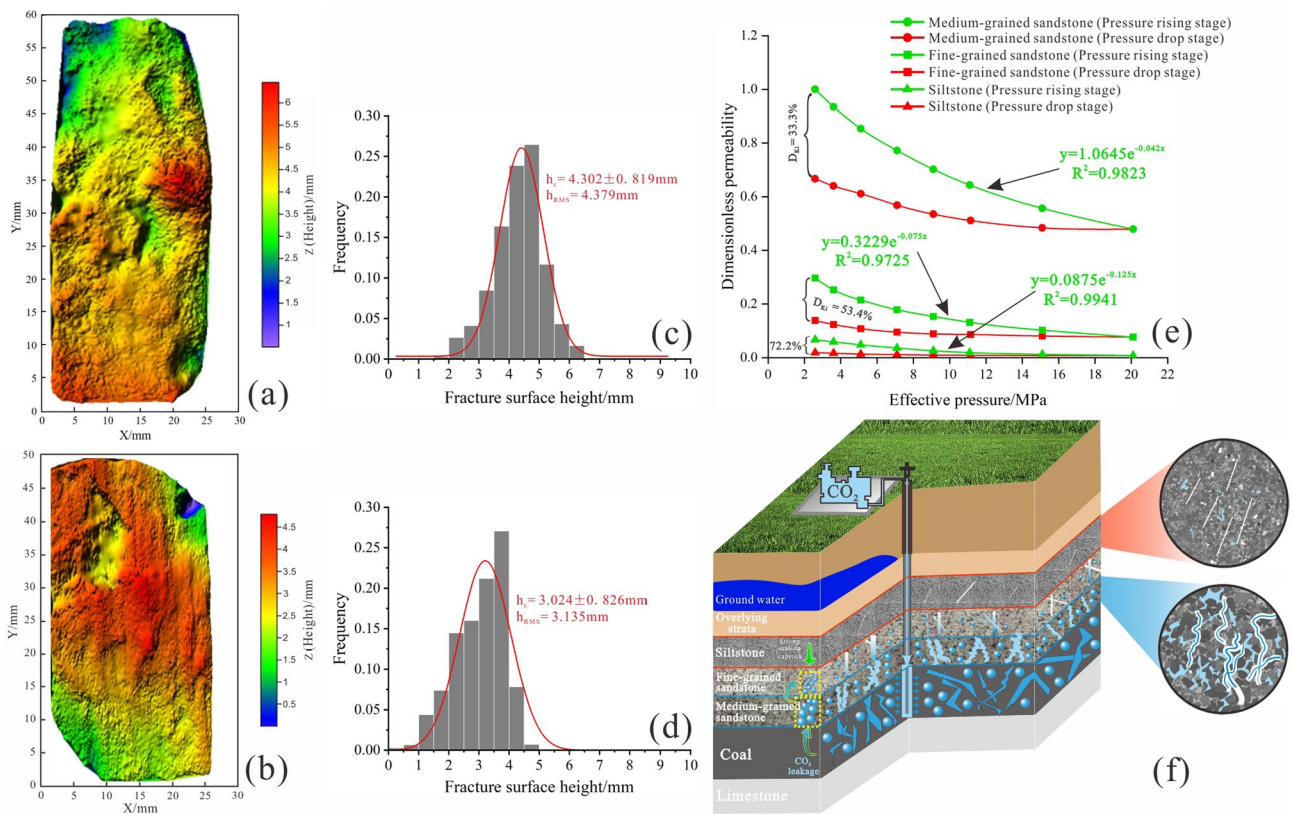 60
55
50
45
40
35
30
25
20
15
10
5
0
Y/mm
0
5
10
15
20
25
30
X/mm
6
5.5
5
4.5
4
3.5
3
2.5
2
1.5
1
Z (Height)/mm
(a)
50
45
40
35
30
25
20
15
10
5
0
Y/mm
0
5
10
15
20
25
30
X/mm
4.5
4
3.5
3
2.5
2
1.5
1
0.5
0
Z (Height)/mm
(b)
0.30
0.25
0.20
0.15
0.10
0.05
0.00
Frequency
0 1 2 3 4 5 6 7 8 9 10
Fracture surface height/mm
hc=4.302±0.819mm
hRMS=4.379mm
(c)
0.30
0.25
0.20
0.15
0.10
0.05
0.00
Frequency
0 1 2 3 4 5 6 7 8 9 10
Fracture surface height/mm
hc=3.024±0.826mm
hRMS=3.135mm
(d)
Medium-grained sandstone (Pressure rising stage)
Medium-grained sandstone (Pressure drop stage)
Fine-grained sandstone (Pressure rising stage)
Fine-grained sandstone (Pressure drop stage)
Siltstone (Pressure rising stage)
Siltstone (Pressure drop stage)
1.2
1.0
0.8
0.6
0.4
0.2
0.0
Dimensionless permeability
0 2 4 6 8 10 12 14 16 18 20 22
Effective pressure/MPa
DKi = 33.3%
DKi = 53.4%
72.2%
y=1.0645e-0.042x
R2=0.9823
y=0.3229e-0.075x
R2=0.9725
y=0.0875e-0.125x
R2=0.9941
(e)
CO2
Ground water
Overlying
strata
Siltstone
Strong
sealing
caprock
Fine-grained
sandstone
Medium-grained
sandstone
Coal
CO2
leakage
Limestone
(f)